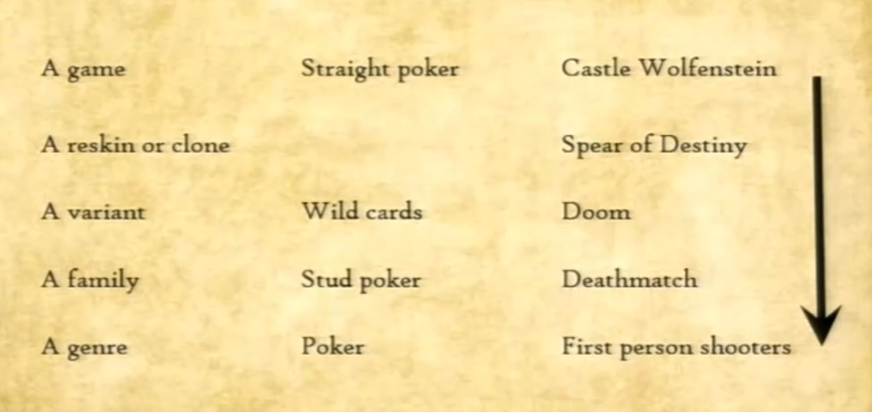 A game Straight poker Castle Wolfenstein
A reskin or clone Spear of Destiny
A variant Wild cards Doom
A family Stud poker Deathmatch
A genre Poker First person shooters